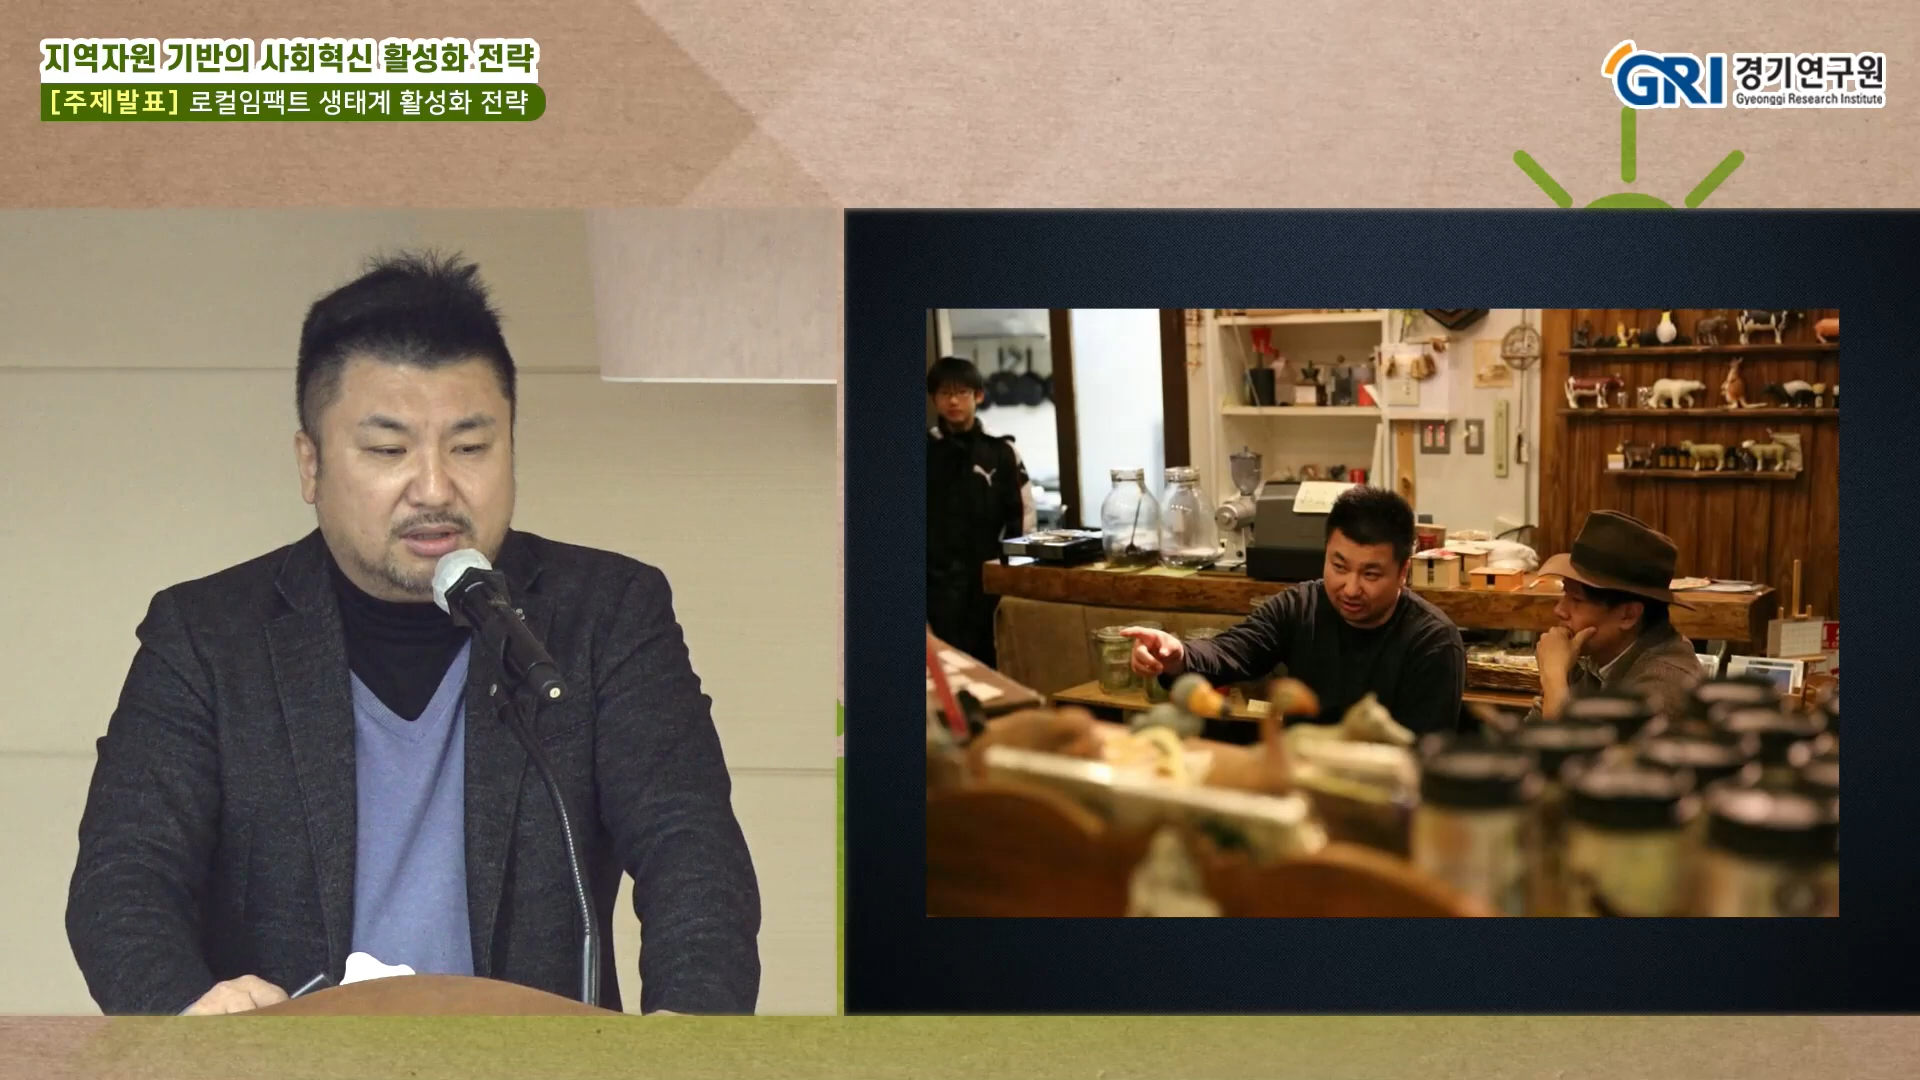 지역자원 기반의 사회혁신 활성화 전략
[주제발표] 로컬임팩트 생태계 활성화 전략
GRI 경기연구원
Gyeonggi Research Institute